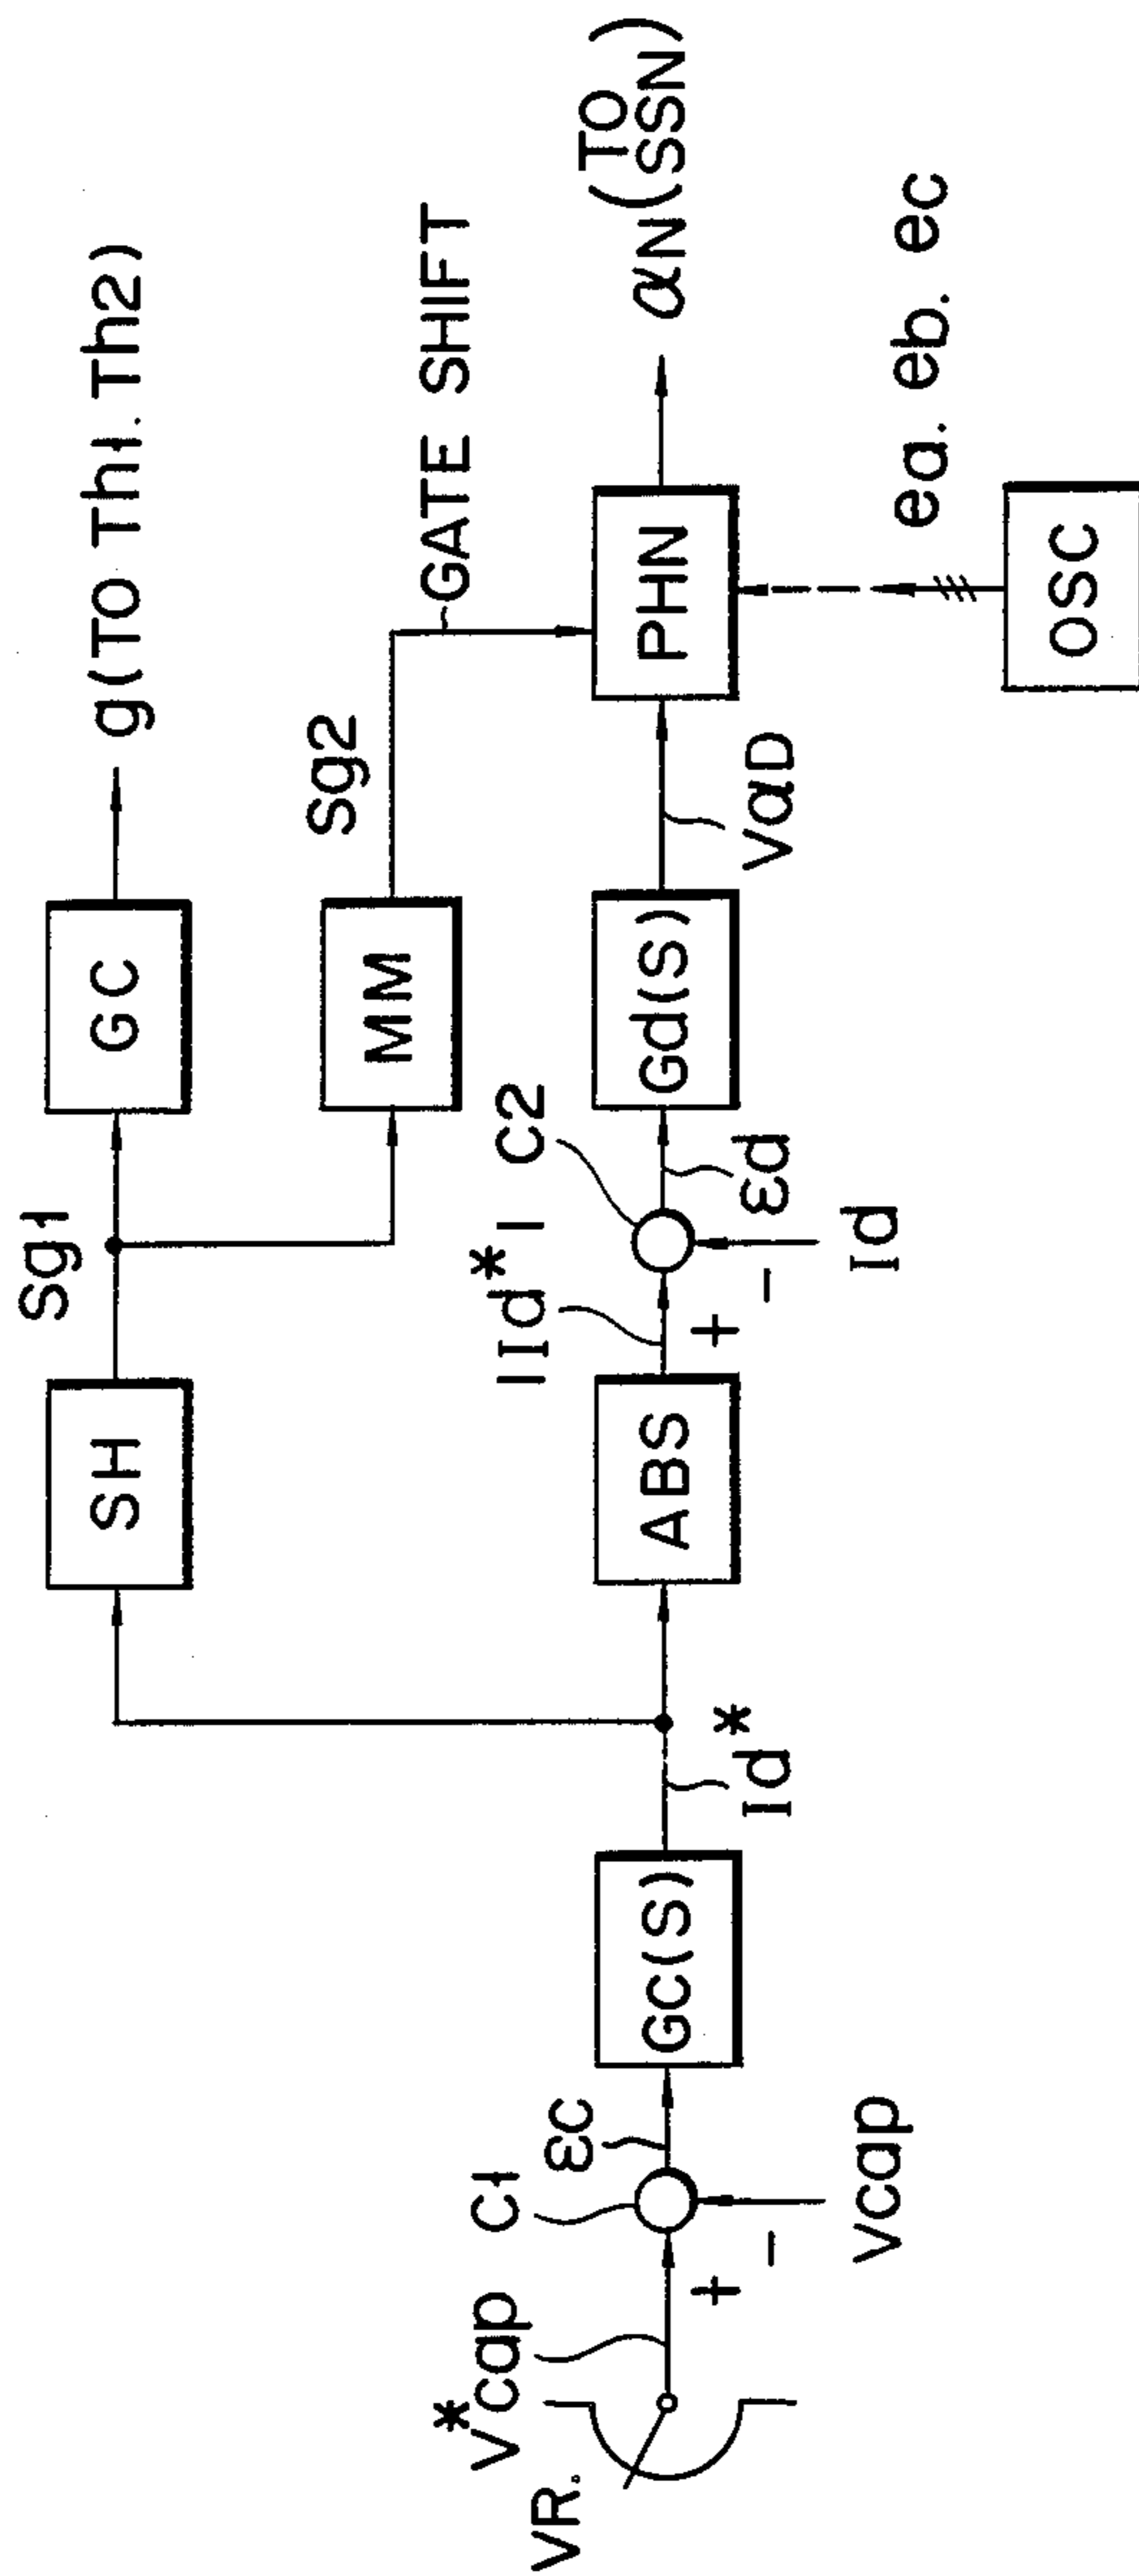 VR.
V*cap
+
-
Vcap
C1
εc
GC(S)
Id*
SH
Sg1
GC
g(TO Th1. Th2)
MM
Sg2
GATE SHIFT
ABS
|Id*|
+
-
Id
C2
εd
Gd(S)
VαD
PHN
αN(TO SSN)
OSC
ea. eb. ec